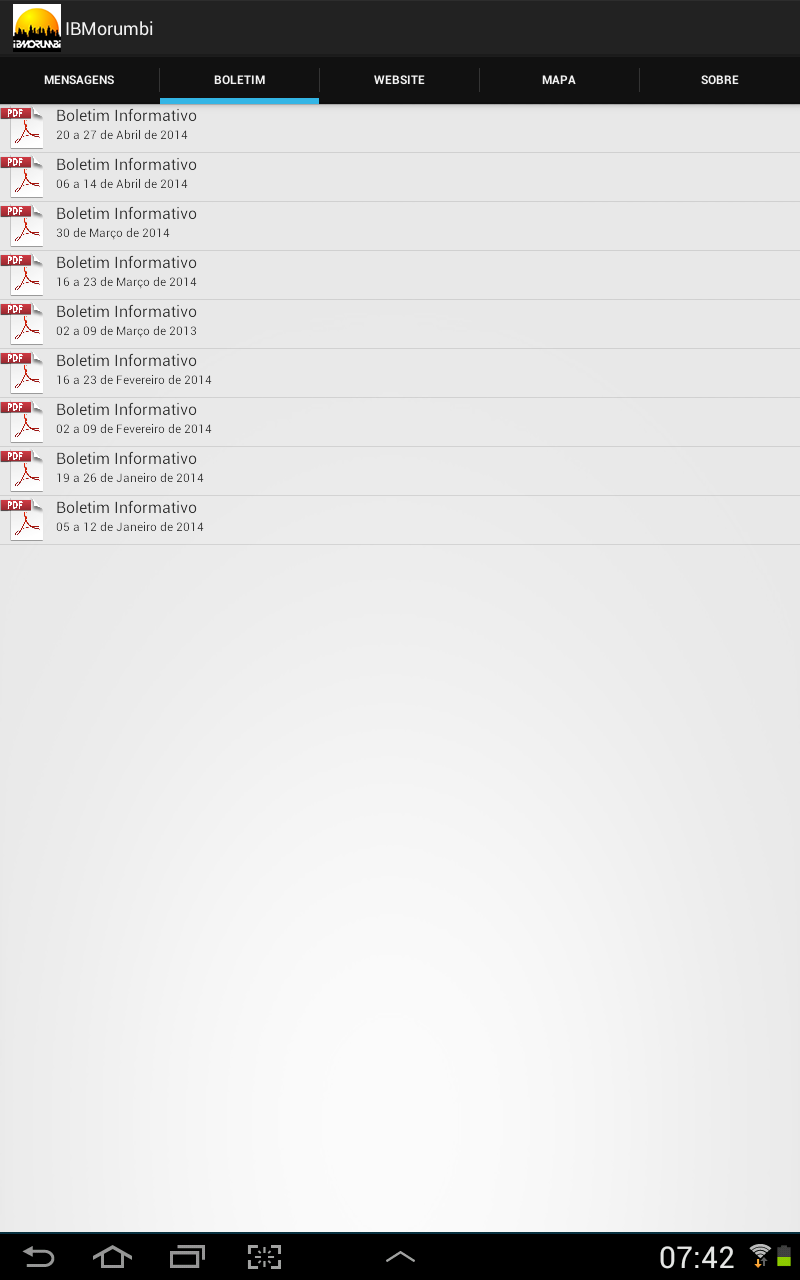 IBMORUMBI
IBMorumbi
MENSAGENS
BOLETIM
WEBSITE
MAPA
SOBRE
PDF
Boletim Informativo
20 a 27 de Abril de 2014
PDF
Boletim Informativo
06 a 14 de Abril de 2014
PDF
Boletim Informativo
30 de Março de 2014
PDF
Boletim Informativo
16 a 23 de Março de 2014
PDF
Boletim Informativo
02 a 09 de Março de 2013
PDF
Boletim Informativo
16 a 23 de Fevereiro de 2014
PDF
Boletim Informativo
02 a 09 de Fevereiro de 2014
PDF
Boletim Informativo
19 a 26 de Janeiro de 2014
PDF
Boletim Informativo
05 a 12 de Janeiro de 2014
07:42